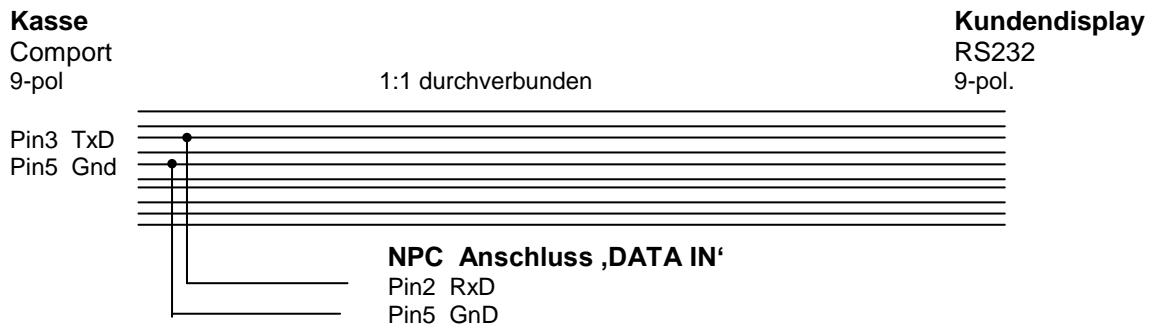 Kasse
Comport
9-pol
1:1 durchverbunden
Kundendisplay
RS232
9-pol.
Pin3 TxD
Pin5 Gnd
NPC Anschluss ‚DATA IN‘
Pin2 RxD
Pin5 GnD